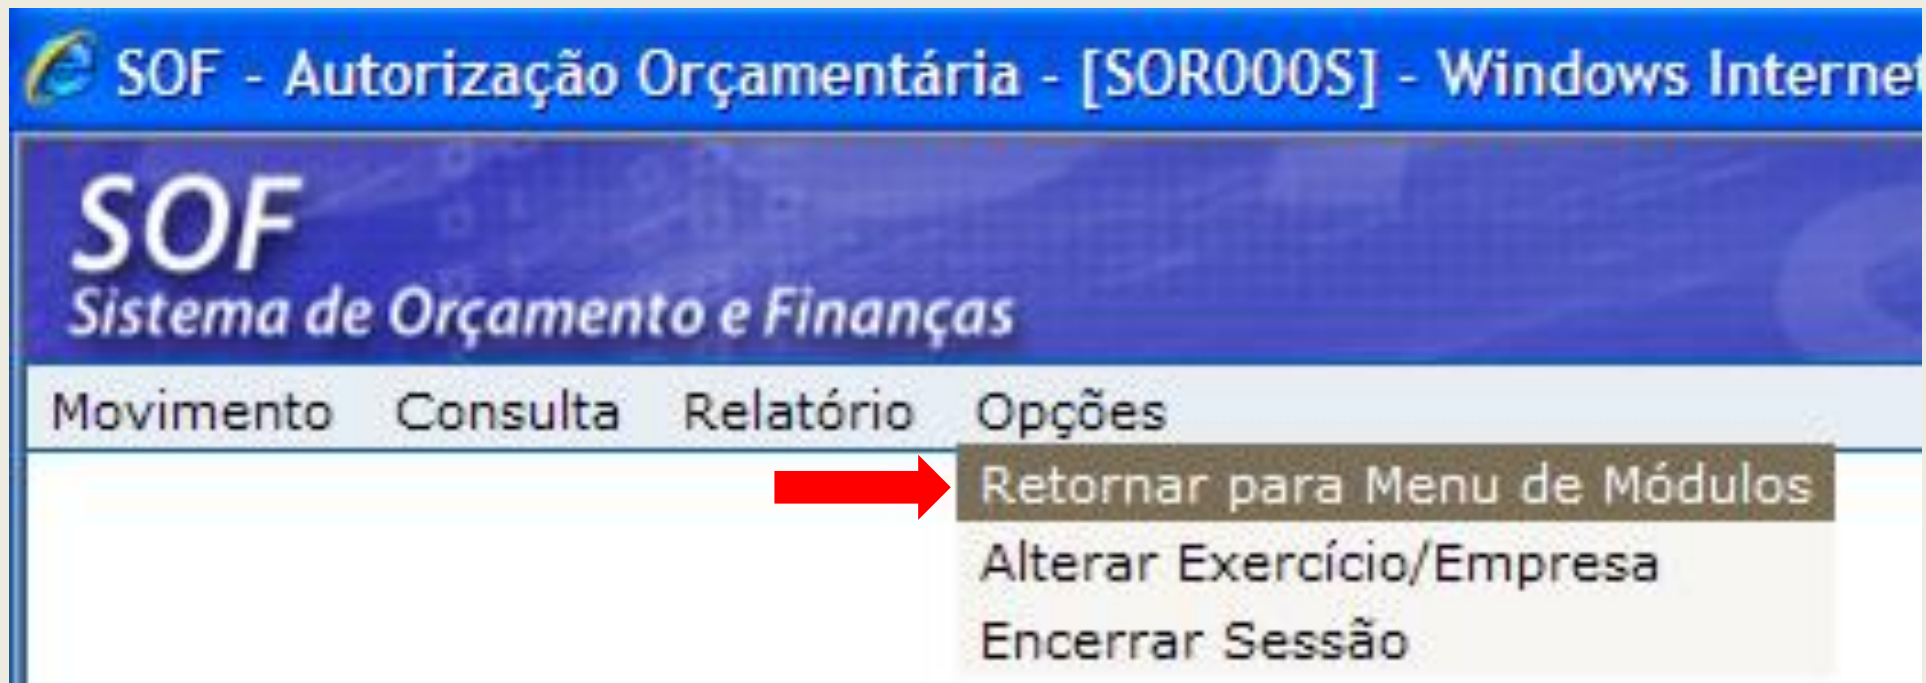 SOF - Autorização Orçamentária - [SOR000S] - Windows Internet
SOF
Sistema de Orçamento e Finanças
Movimento Consulta Relatório Opções
Retornar para Menu de Módulos
Alterar Exercício/Empresa
Encerrar Sessão